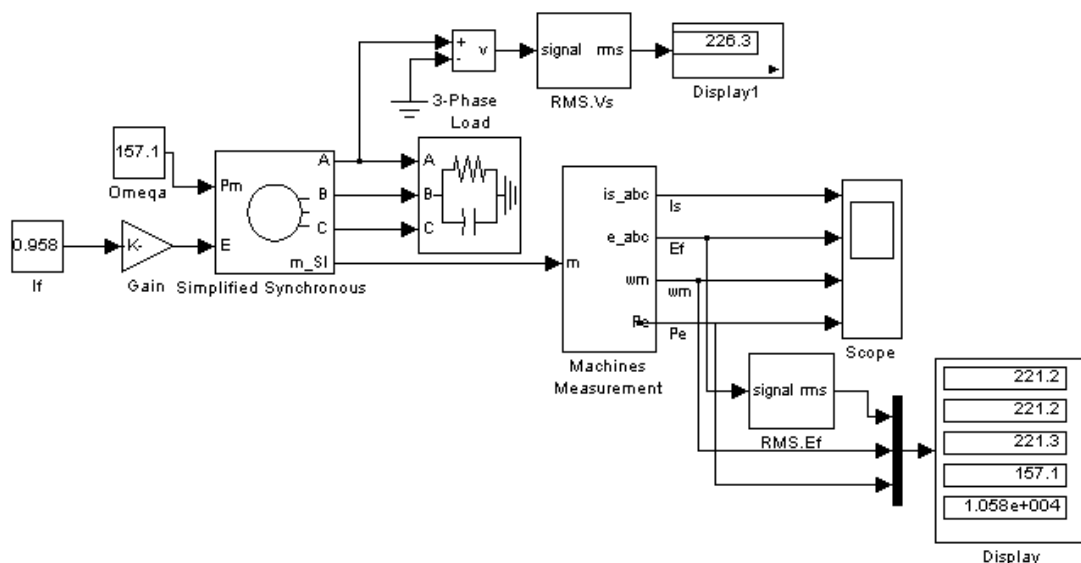 +
-
v
signal rms
RMS.Vs
226.3
Display1
3-Phase
Load
157.1
Omeqa
Pm
E
A
B
C
m_SI
Simplified Synchronous
A
B
C
0.958
If
K-
Gain
m
is_abc
e_abc
wm
Pe
Machines
Measurement
Is
Ef
wm
Pe
Scope
signal rms
RMS.Ef
221.2
221.2
221.3
157.1
1.058e+004
Display